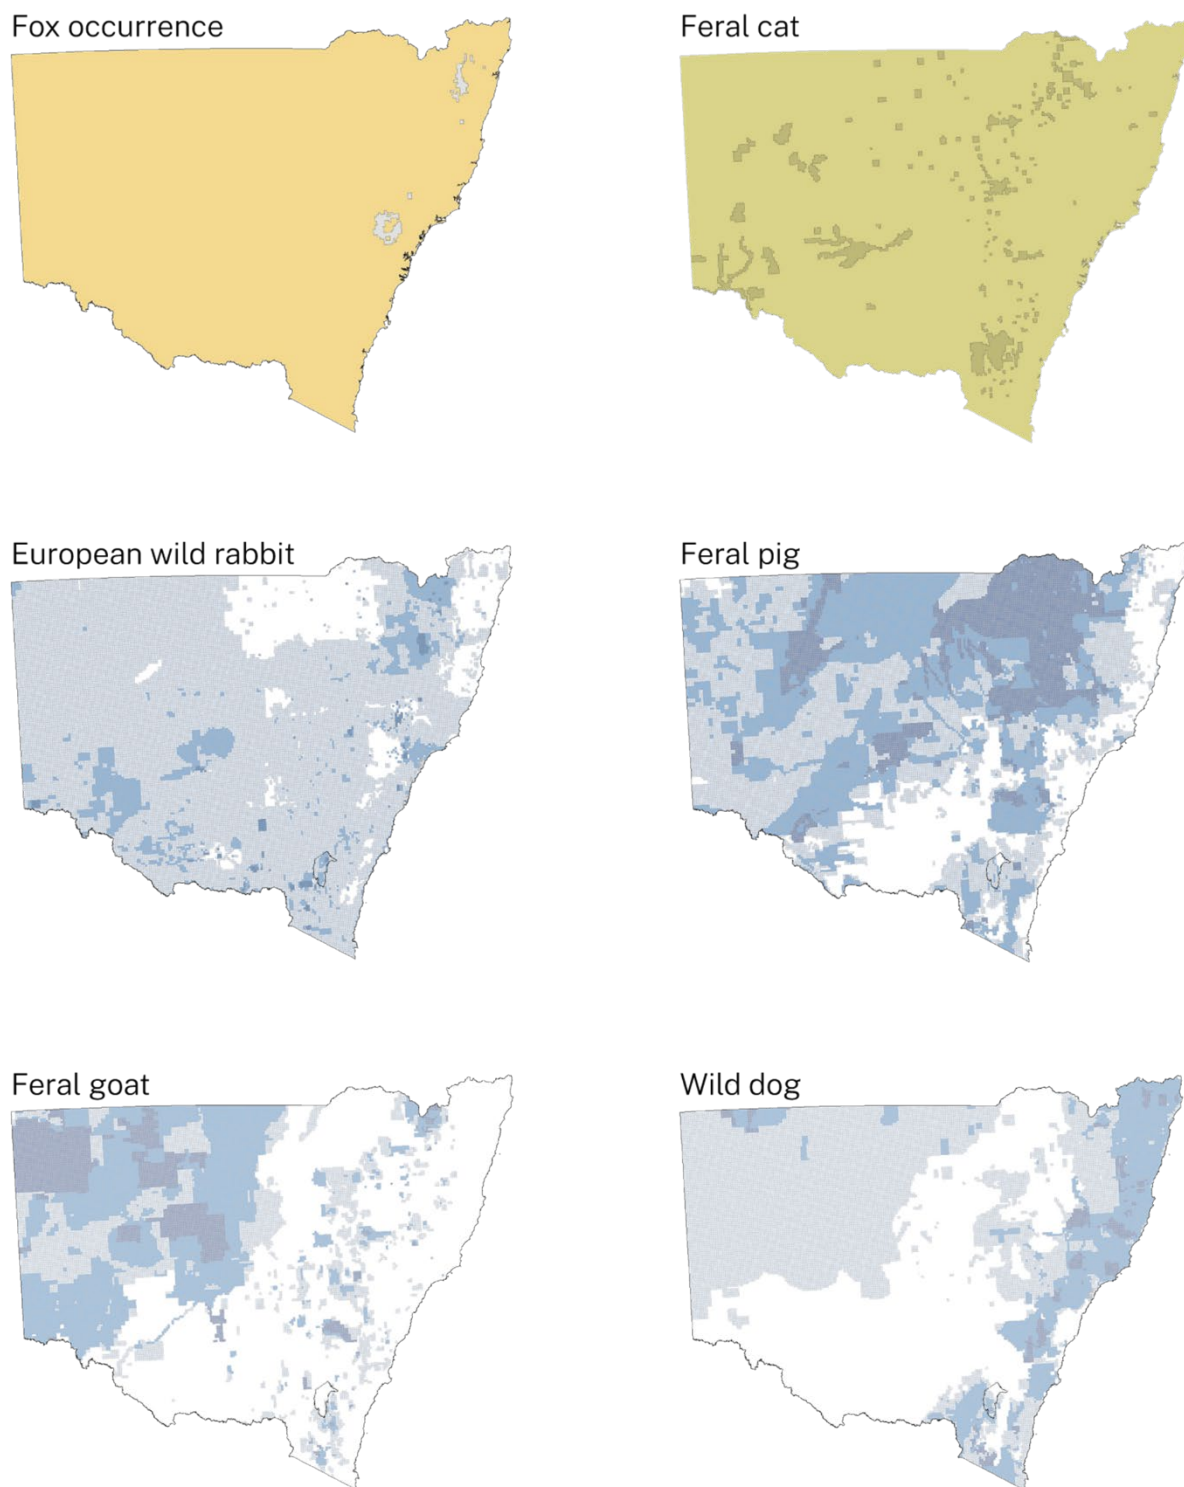 Fox occurrence
Feral cat
European wild rabbit
Feral pig
Feral goat
Wild dog